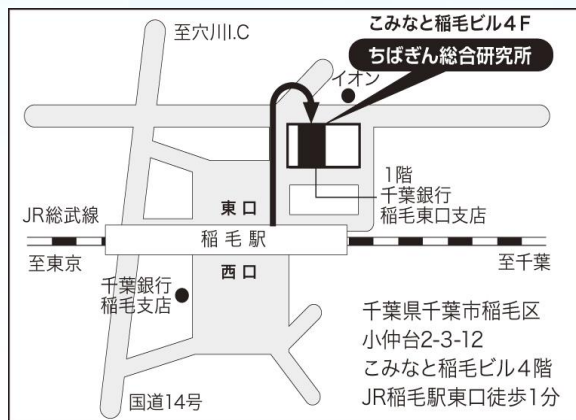 こみなと稲毛ビル4F
ちばぎん総合研究所
至穴川I.C
イオン
1階
千葉銀行
稲毛東口支店
東口
JR総武線
稲毛駅
至東京
至千葉
西口
千葉銀行
稲毛支店
千葉県千葉市稲毛区
小仲台2-3-12
こみなと稲毛ビル4階
JR稲毛駅東口徒歩1分
国道14号